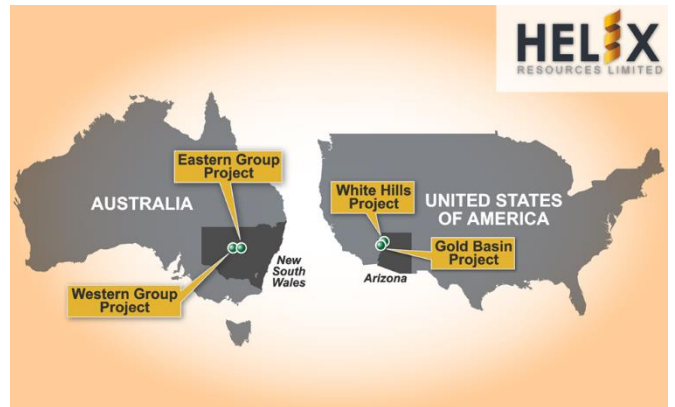 HELIX
RESOURCES LIMITED
Eastern Group
Project
AUSTRALIA
New
South
Wales
Western Group
Project
White Hills
Project
UNITED STATES
OF AMERICA
Gold Basin
Project
Arizona